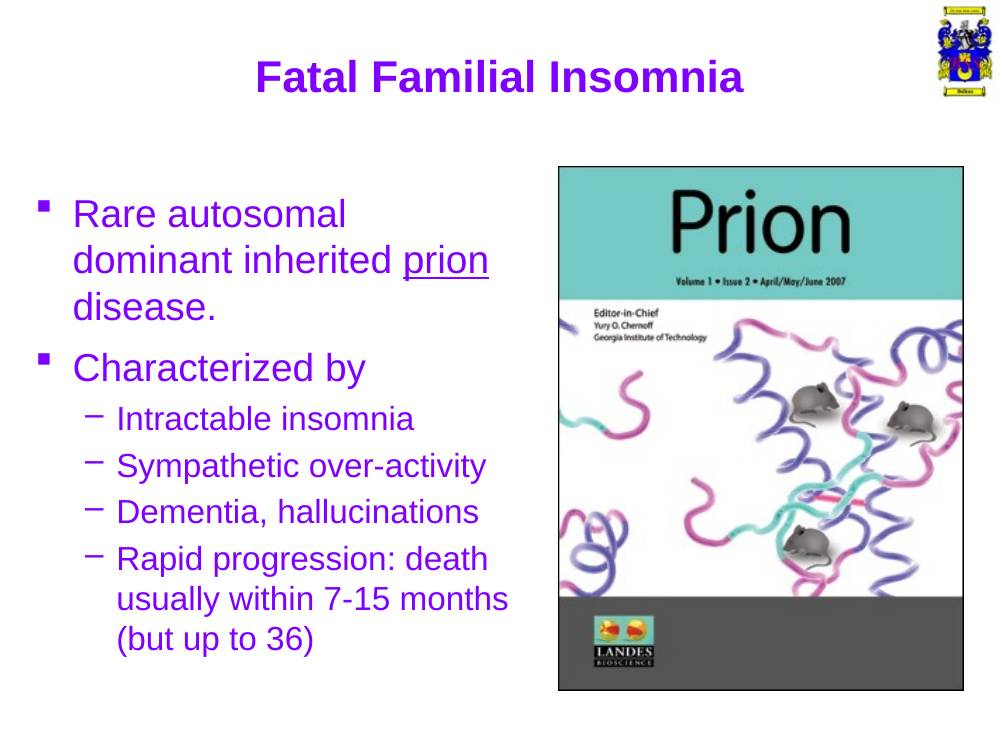 Fatal Familial Insomnia
Rare autosomal
dominant inherited prion
disease.
Characterized by
– Intractable insomnia
– Sympathetic over-activity
– Dementia, hallucinations
– Rapid progression: death
usually within 7-15 months
(but up to 36)
Prion
Volume 1 • Issue 2 • April/May/June 2007
Editor-in-Chief
Yury O. Chernoff
Georgia Institute of Technology
LANDES
BIOSCIENCE